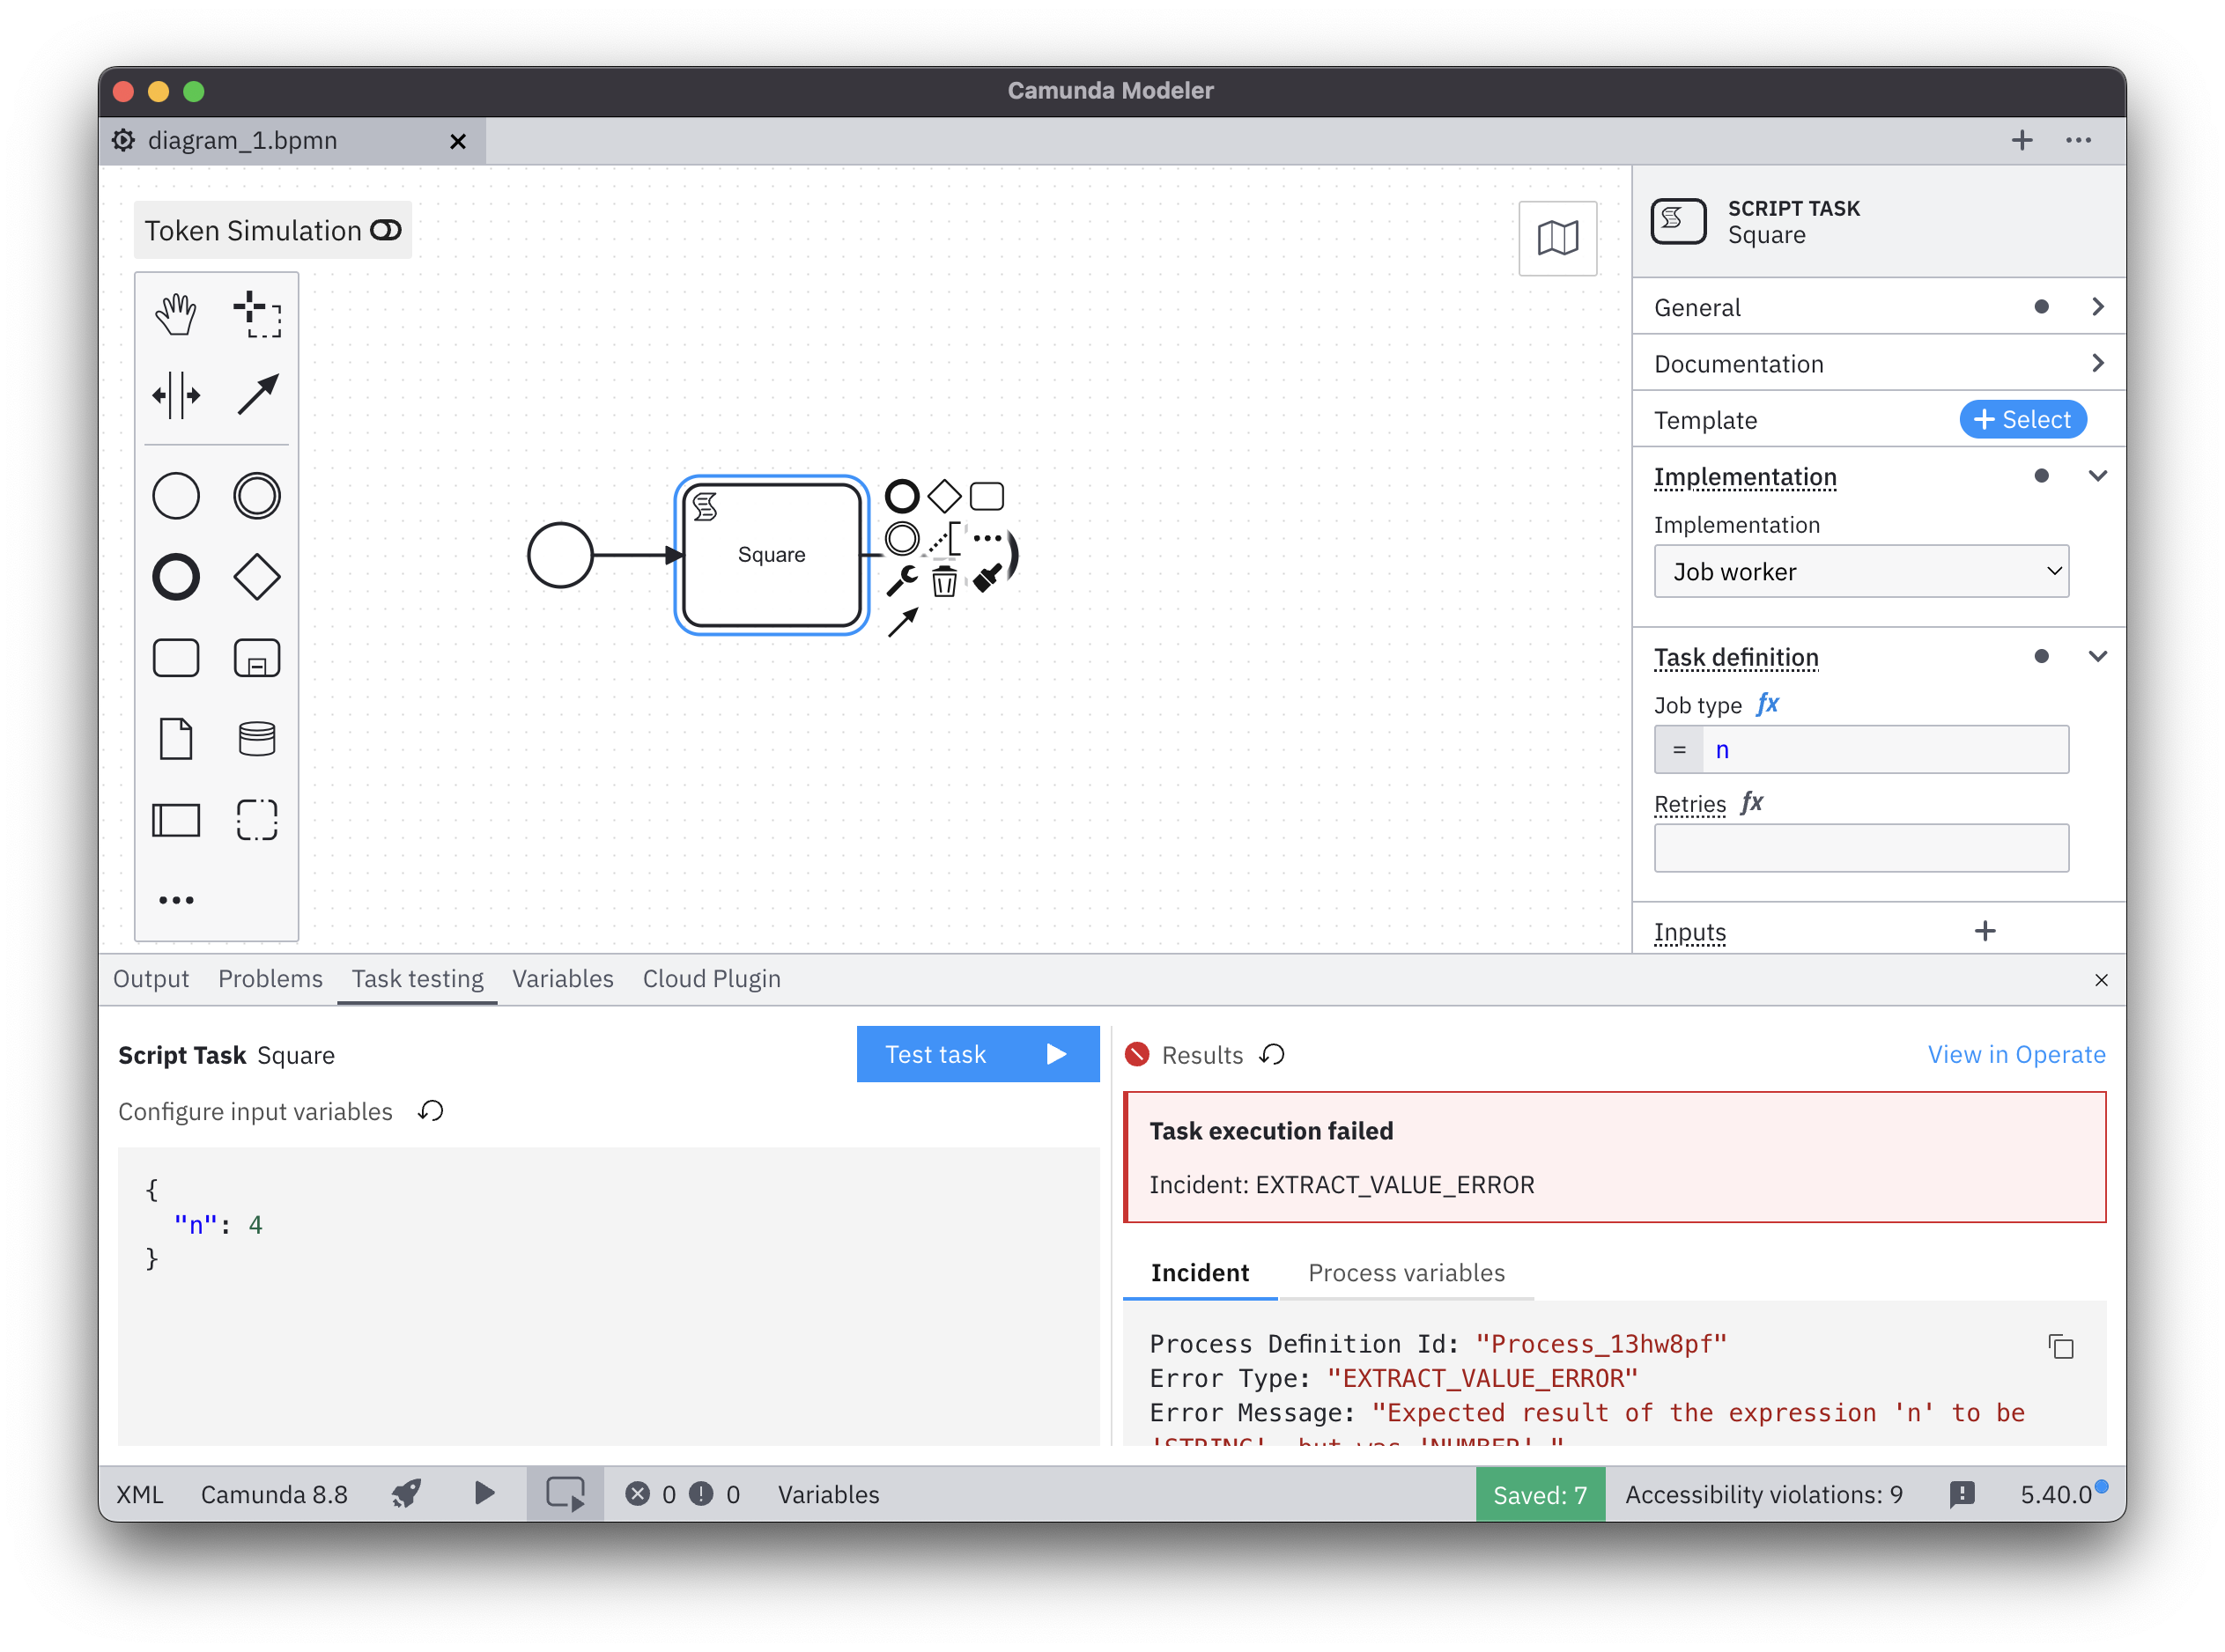 Camunda Modeler
diagram_1.bpmn
Token Simulation
SCRIPT TASK
Square
General
Documentation
Template
Select
Implementation
Implementation
Job worker
Square
Task definition
Job type fx
= n
Retries fx
Inputs
Output Problems Task testing Variables Cloud Plugin
Script Task Square
Test task
Results
View in Operate
Configure input variables
{
"n": 4
}
Task execution failed
Incident: EXTRACT_VALUE_ERROR
Incident Process variables
Process Definition Id: "Process_13hw8pf"
Error Type: "EXTRACT_VALUE_ERROR"
Error Message: "Expected result of the expression 'n' to be
'STRING', but was 'NUMBER'."
XML Camunda 8.8 0 0 Variables Saved: 7 Accessibility violations: 9 5.40.0